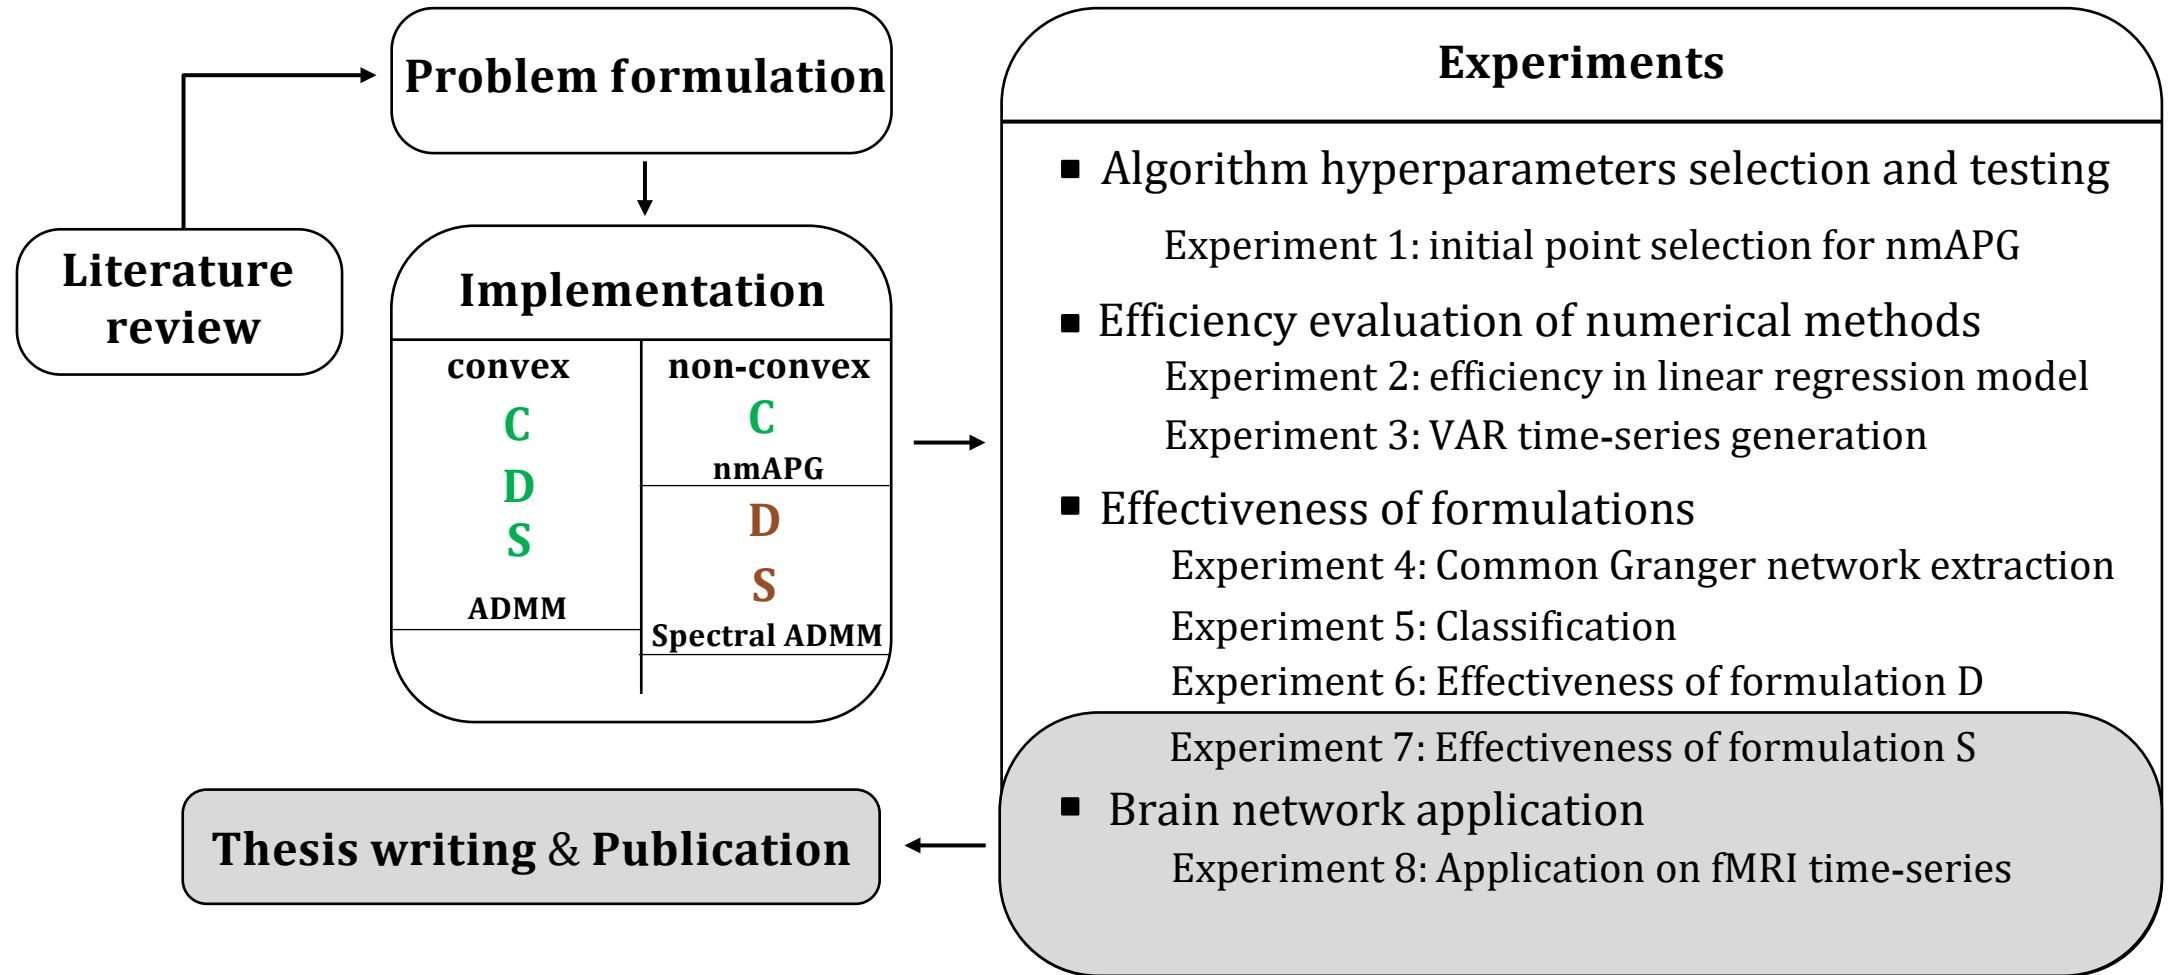 Literature
review
Problem formulation
Implementation
convex
C
D
S
ADMM
non-convex
C
nmAPG
D
S
Spectral ADMM
Experiments
▪ Algorithm hyperparameters selection and testing
Experiment 1: initial point selection for nmAPG
▪ Efficiency evaluation of numerical methods
Experiment 2: efficiency in linear regression model
Experiment 3: VAR time-series generation
▪ Effectiveness of formulations
Experiment 4: Common Granger network extraction
Experiment 5: Classification
Experiment 6: Effectiveness of formulation D
Experiment 7: Effectiveness of formulation S
▪ Brain network application
Experiment 8: Application on fMRI time-series
Thesis writing & Publication